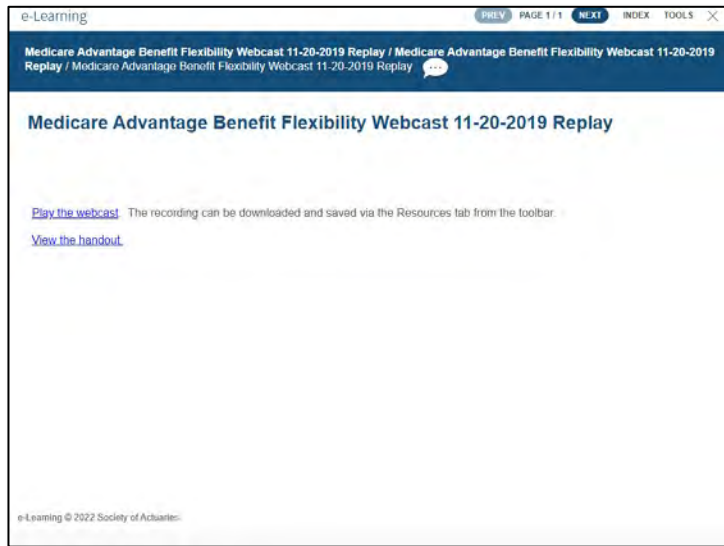 e-Learning
PREV PAGE 1 / 1 NEXT INDEX TOOLS X
Medicare Advantage Benefit Flexibility Webcast 11-20-2019 Replay / Medicare Advantage Benefit Flexibility Webcast 11-20-2019
Replay / Medicare Advantage Benefit Flexibility Webcast 11-20-2019 Replay
Medicare Advantage Benefit Flexibility Webcast 11-20-2019 Replay
Play the webcast. The recording can be downloaded and saved via the Resources tab from the toolbar.
View the handout.
e-Learning © 2022 Society of Actuaries.